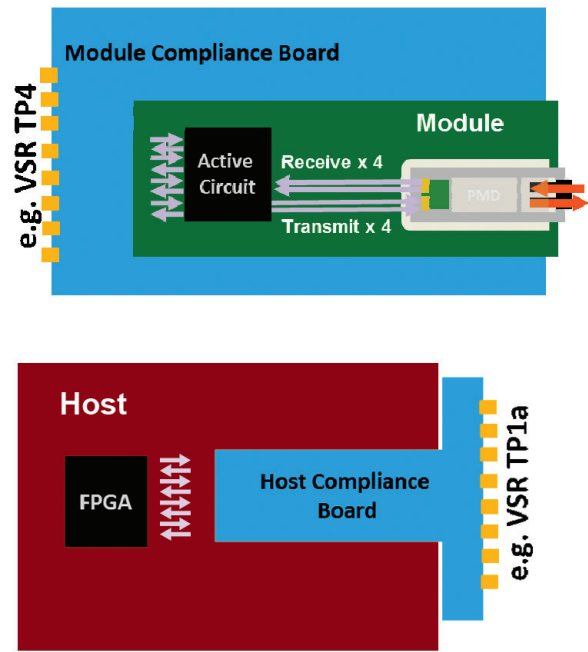 Module Compliance Board
e.g. VSR TP4
Module
Active
Circuit
Receive x 4
PMD
Transmit x 4
Host
FPGA
Host Compliance
Board
e.g. VSR TP1a